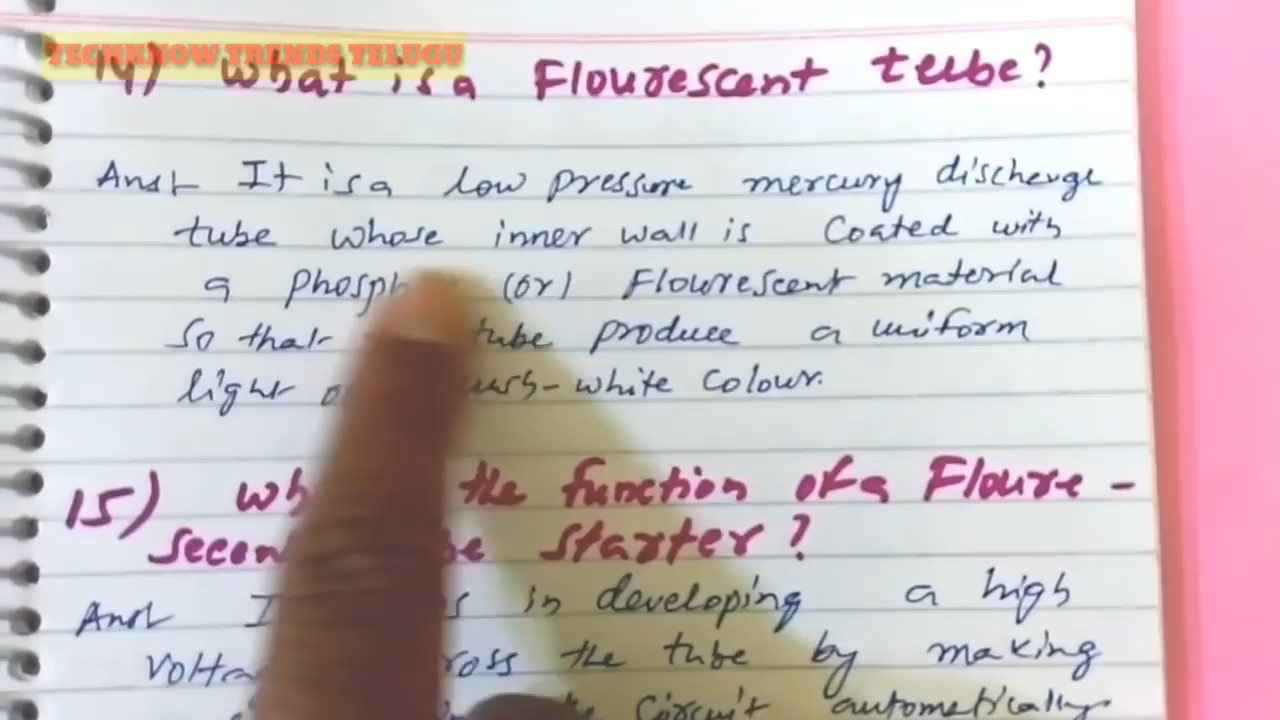 TECHKNOW TRENDS TELUGU
14) What is a Flourescent tube?
Ans:- It is a low pressure mercury discharge
tube whose inner wall is Coated with
a (or) Flourescent material
So that tube produce a uniform
light white Colour.
15) the function of a Floure-
starter?
Ans:- in developing a high
the tube by making
the Circuit automatically